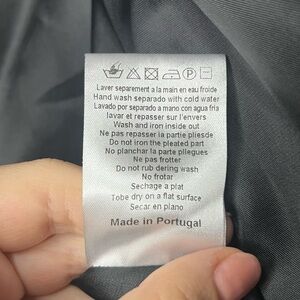 Laver separement a la main en eau froide
Hand wash separado with cold water
Lavado por separado a mano con agua fria
lavar et repasser sur l'envers
Wash and iron inside out
Ne pas repasser la partie pliesde
Do not iron the pleated part
No planchar la parte pliegues
Ne pas frotter
Do not rub dering wash
No frotar
Sechage a plat
Tobe dry on a flat surface
Secar en plano
Made in Portugal